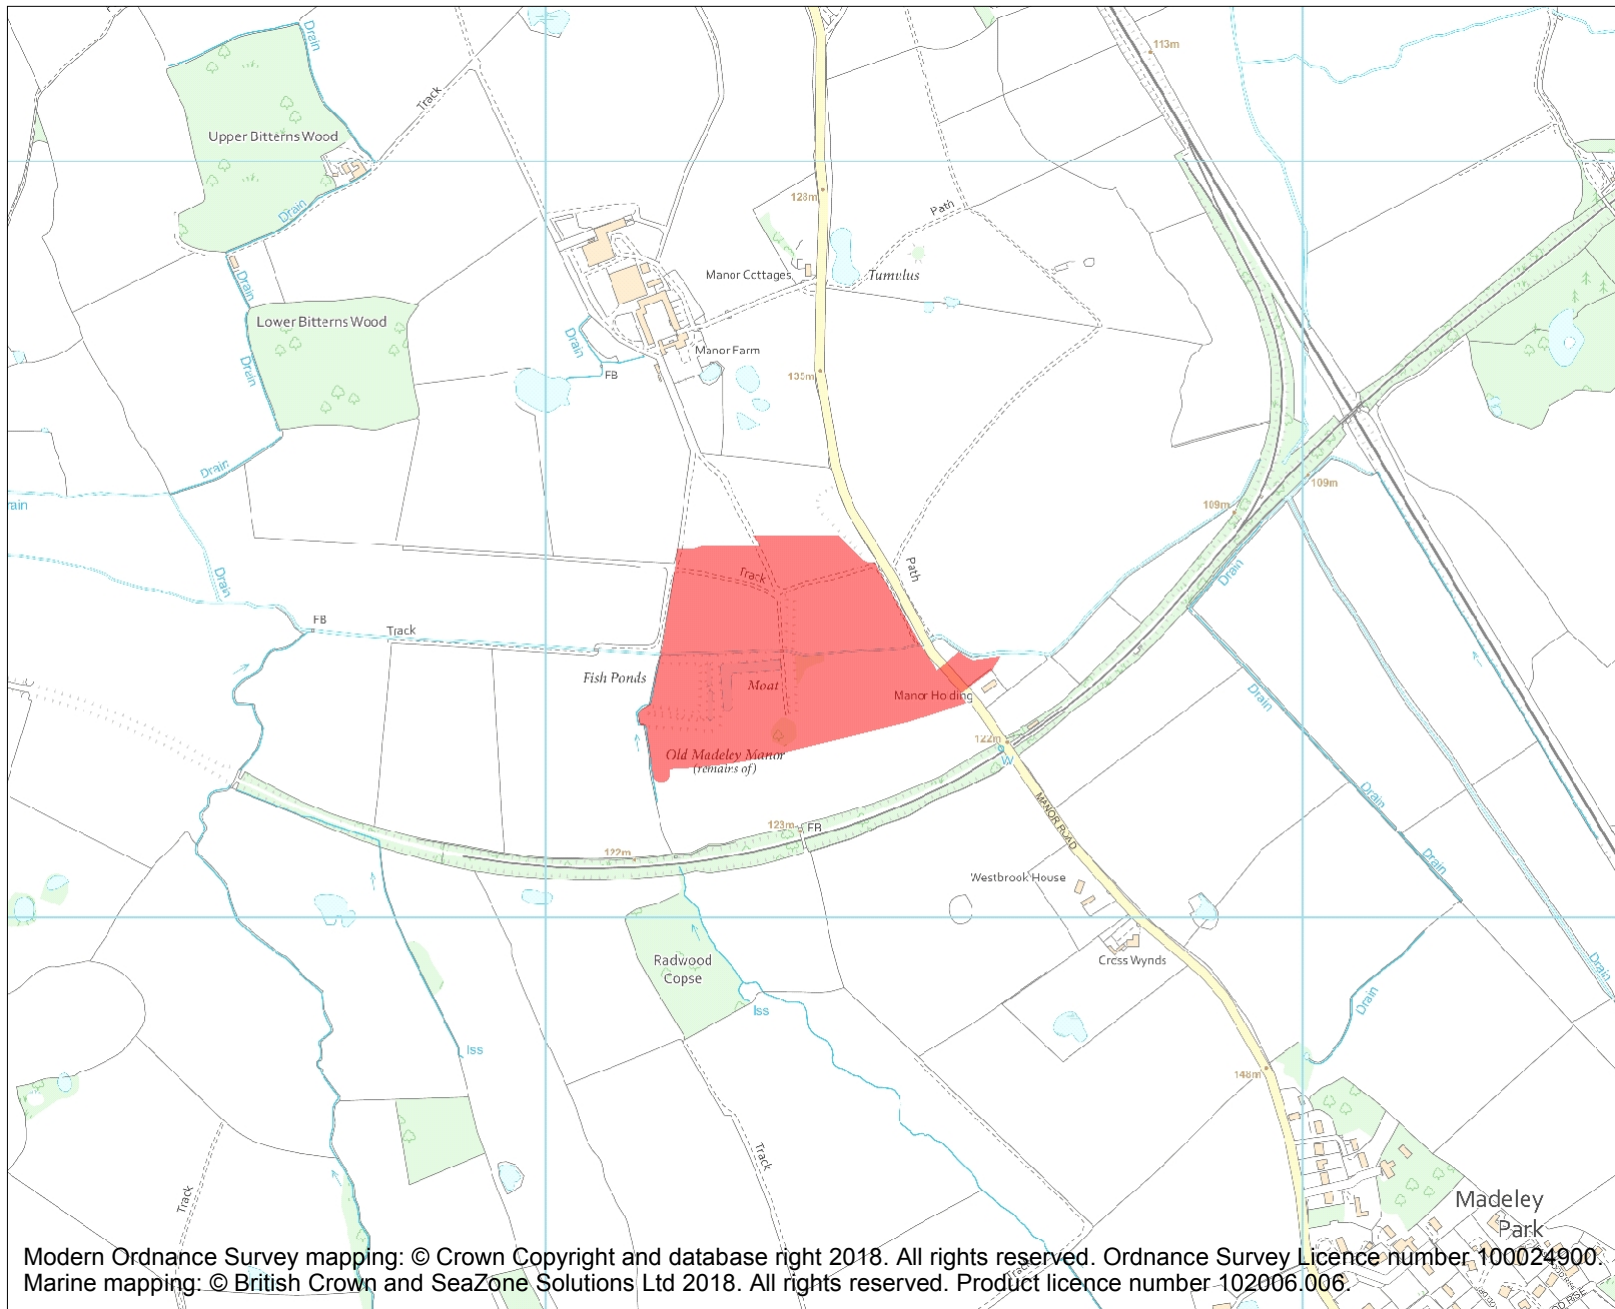 Drain
113m
Track
Upper Bitterns Wood
Drain
128m
Path
Manor Cottages
Tumulus
Drain
Lower Bitterns Wood
Drain
Manor Farm
Drain
FB
135m
Drain
109m
109m
rain
Path
Track
Drain
Drain
FB
Track
Fish Ponds
Moat
Manor Holding
Drain
122m
W
Old Madeley Manor
(remains of)
Drain
MANOR ROAD
123m
FB
122m
Drain
Westbrook House
Radwood
Copse
Cross Wynds
Drain
Drain
Iss
Iss
148m
Track
Track
Madeley
Park
Track
RISE
Modern Ordnance Survey mapping: © Crown Copyright and database right 2018. All rights reserved. Ordnance Survey Licence number 100024900.
Marine mapping: © British Crown and SeaZone Solutions Ltd 2018. All rights reserved. Product licence number 102006.006.